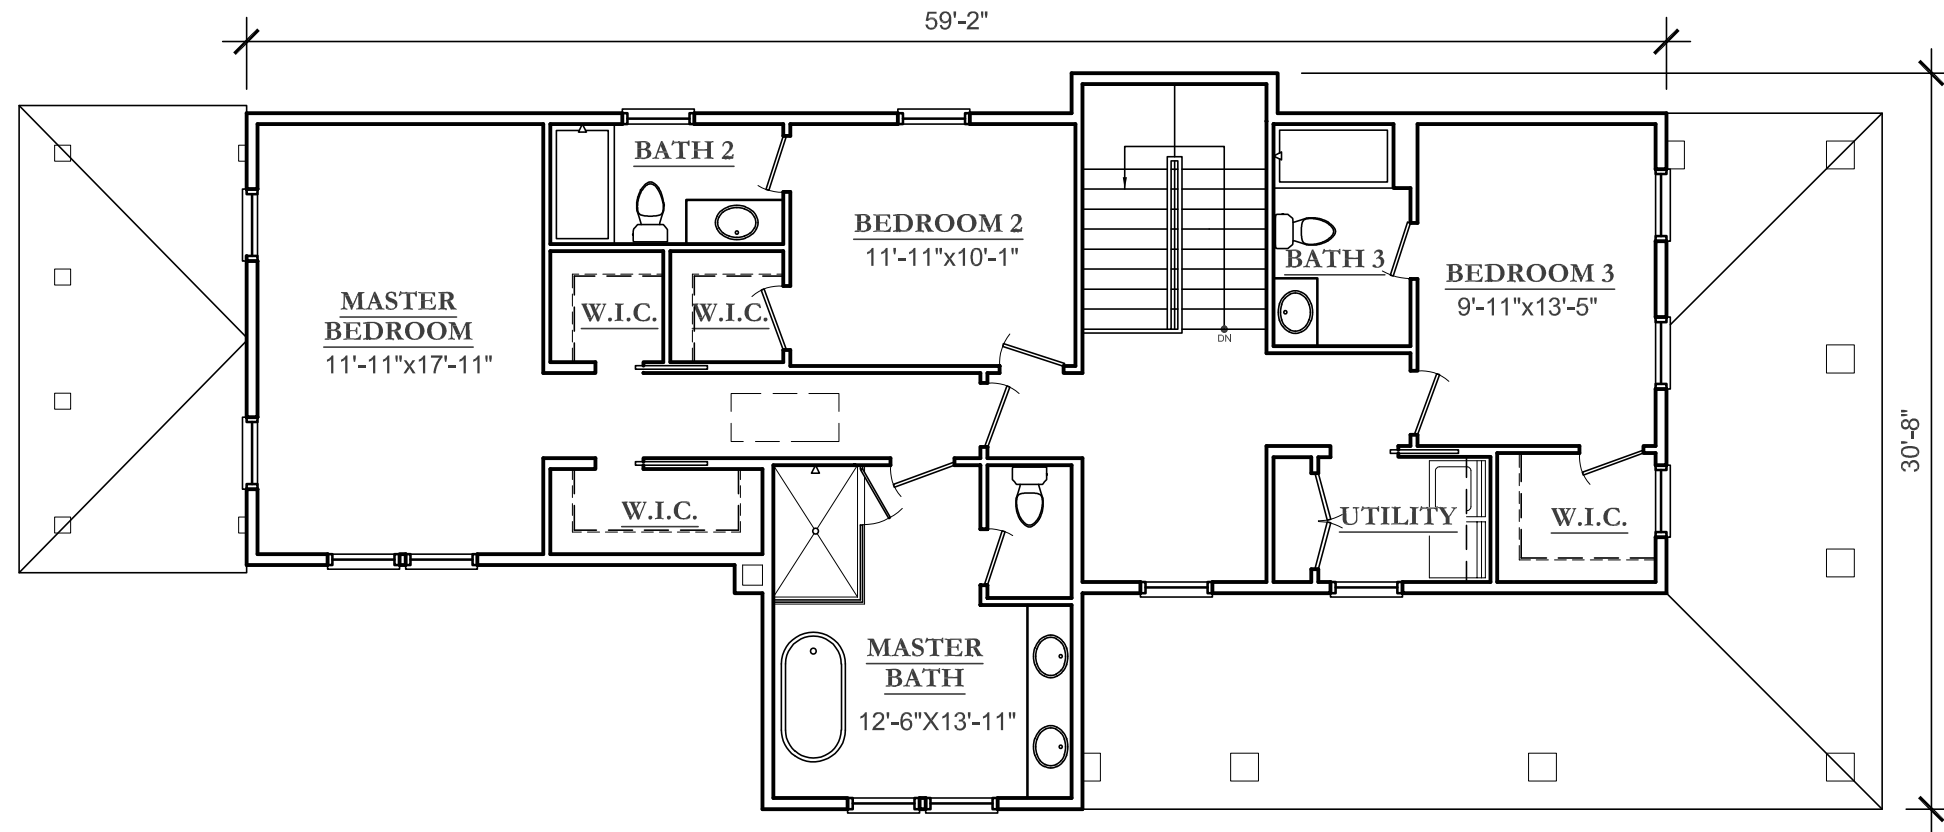 59'-2"
BATH 2
BEDROOM 2
11'-11"x10'-1"
BATH 3
BEDROOM 3
9'-11"x13'-5"
MASTER
BEDROOM
11'-11"x17'-11"
W.I.C.
W.I.C.
DN
30'-8"
W.I.C.
UTILITY
W.I.C.
MASTER
BATH
12'-6"X13'-11"